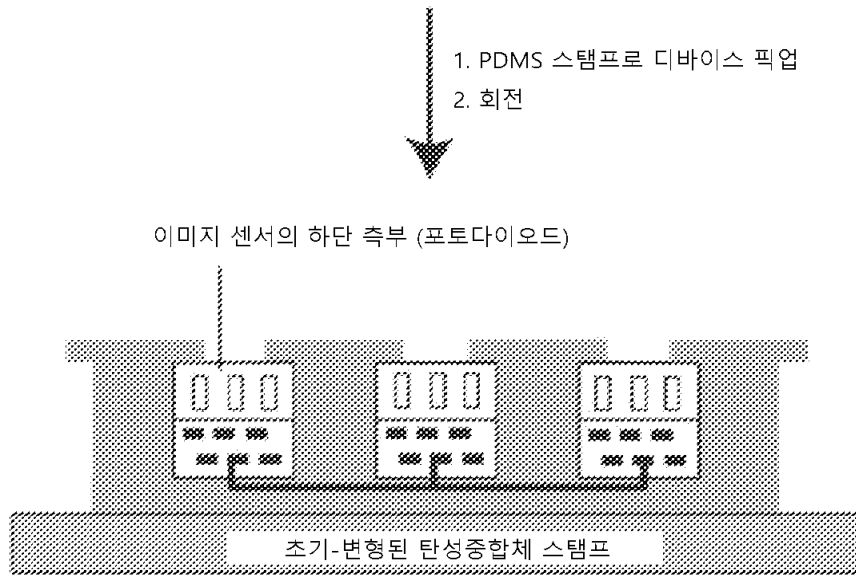 1. PDMS 스탬프로 디바이스 픽업
2. 회전
이미지 센서의 하단 측부 (포토다이오드)
초기-변형된 탄성중합체 스탬프